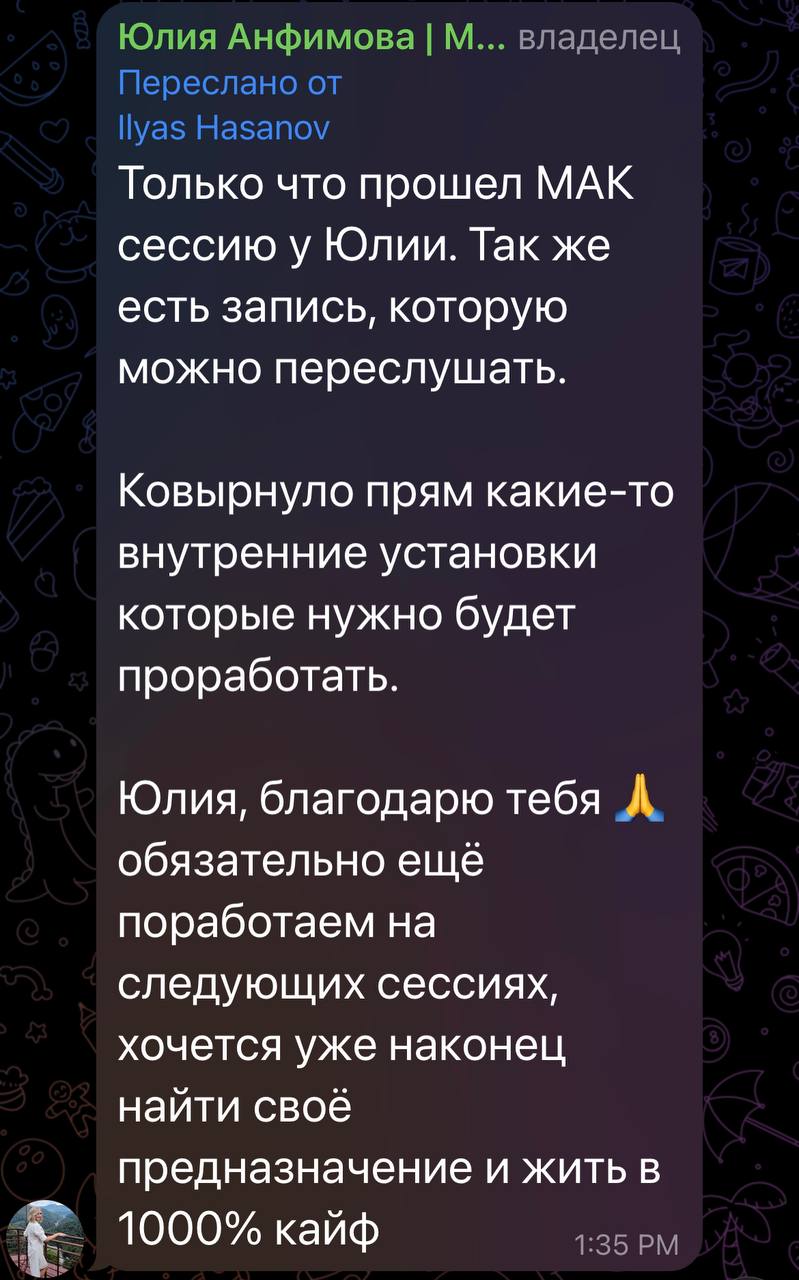 Юлия Анфимова | М... владелец
Переслано от
Ilyas Hasanov
Только что прошел МАК
сессию у Юлии. Так же
есть запись, которую
можно переслушать.
Ковырнуло прям какие-то
внутренние установки
которые нужно будет
проработать.
Юлия, благодарю тебя 🙏
обязательно ещё
поработаем на
следующих сессиях,
хочется уже наконец
найти своё
предназначение и жить в
1000% кайф
1:35 PM